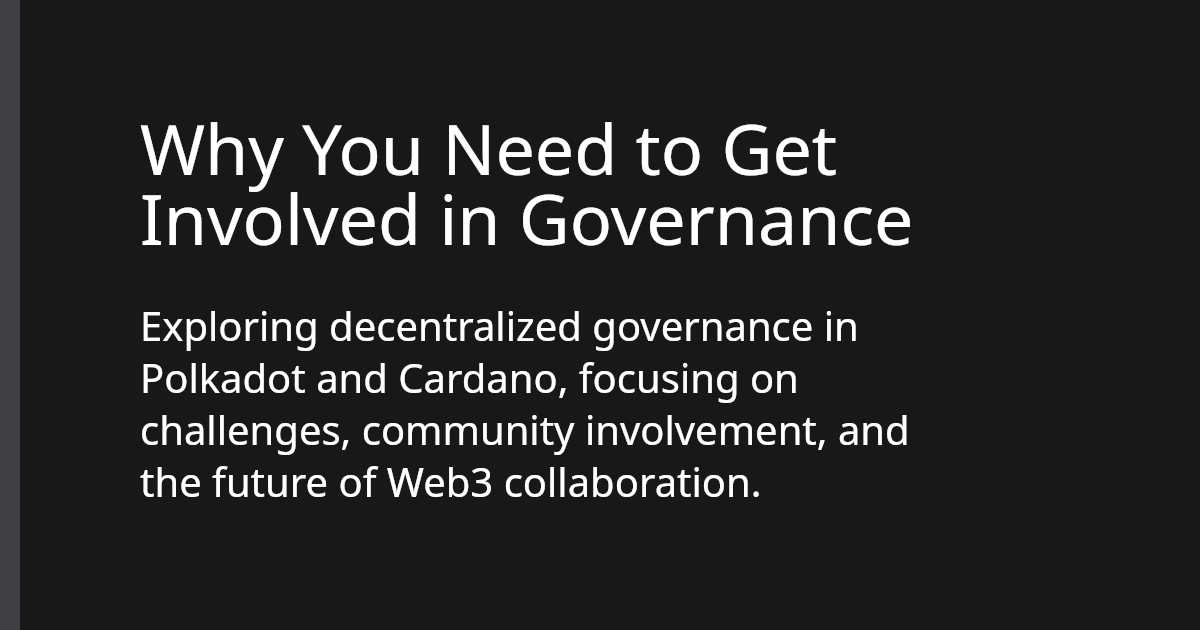 Why You Need to Get
Involved in Governance
Exploring decentralized governance in
Polkadot and Cardano, focusing on
challenges, community involvement, and
the future of Web3 collaboration.